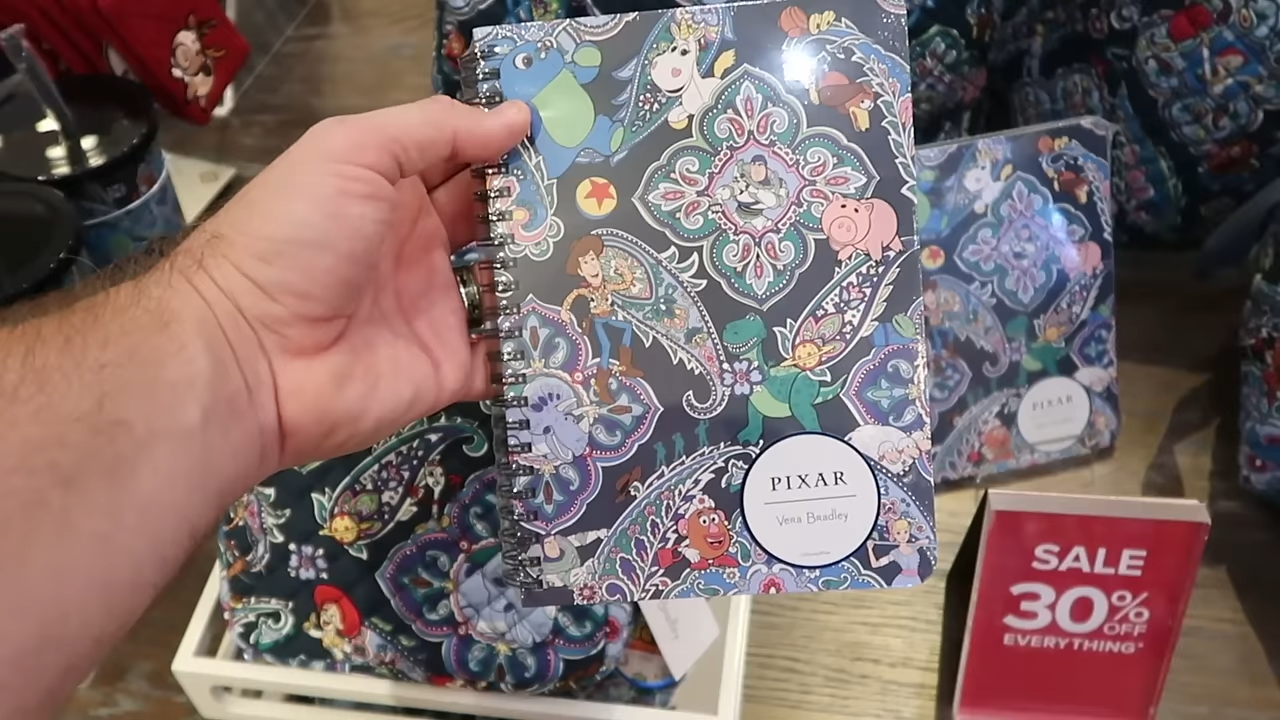 PIXAR
Vera Bradley
PIXAR
SALE
30% OFF
EVERYTHING*